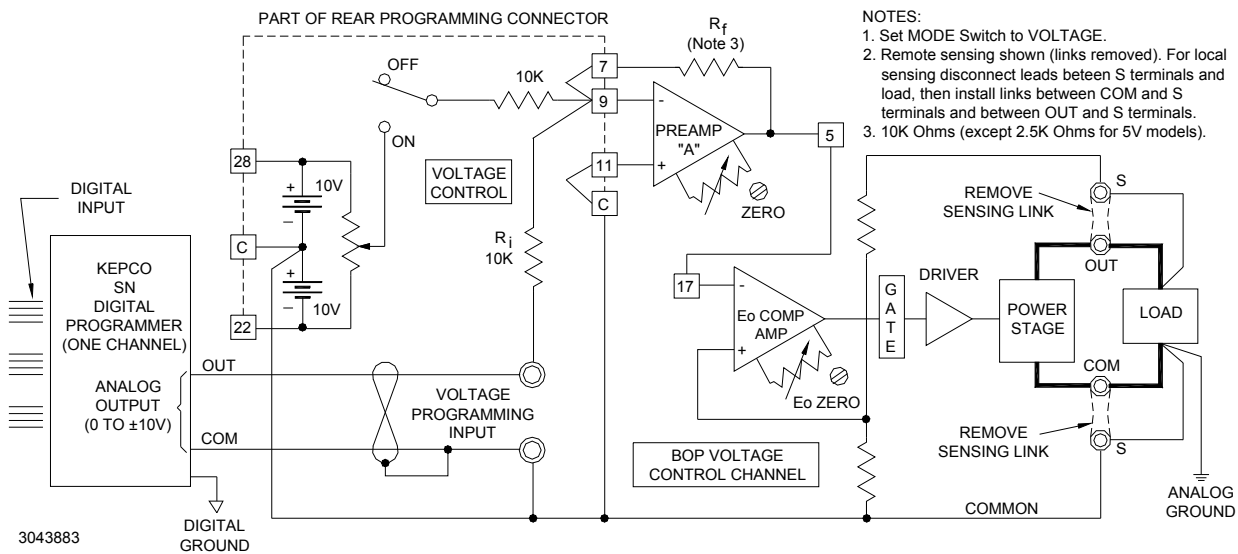 PART OF REAR PROGRAMMING CONNECTOR
NOTES:
1. Set MODE Switch to VOLTAGE.
2. Remote sensing shown (links removed). For local
sensing disconnect leads beteen S terminals and
load, then install links between COM and S
terminals and between OUT and S terminals.
3. 10K Ohms (except 2.5K Ohms for 5V models).
OFF
10K
7
9
Rf
(Note 3)
-
PREAMP
"A"
+
11
C
ZERO
5
ON
28
+
10V
–
C
+
10V
–
22
VOLTAGE
CONTROL
Ri
10K
DIGITAL
INPUT
KEPCO
SN
DIGITAL
PROGRAMMER
(ONE CHANNEL)
ANALOG
OUTPUT
(0 TO ±10V)
OUT
COM
VOLTAGE
PROGRAMMING
INPUT
DIGITAL
GROUND
17
-
Eo COMP
AMP
+
Eo ZERO
GATE
DRIVER
POWER
STAGE
REMOVE
SENSING LINK
S
OUT
LOAD
COM
REMOVE
SENSING LINK
S
BOP VOLTAGE
CONTROL CHANNEL
COMMON
ANALOG
GROUND
3043883